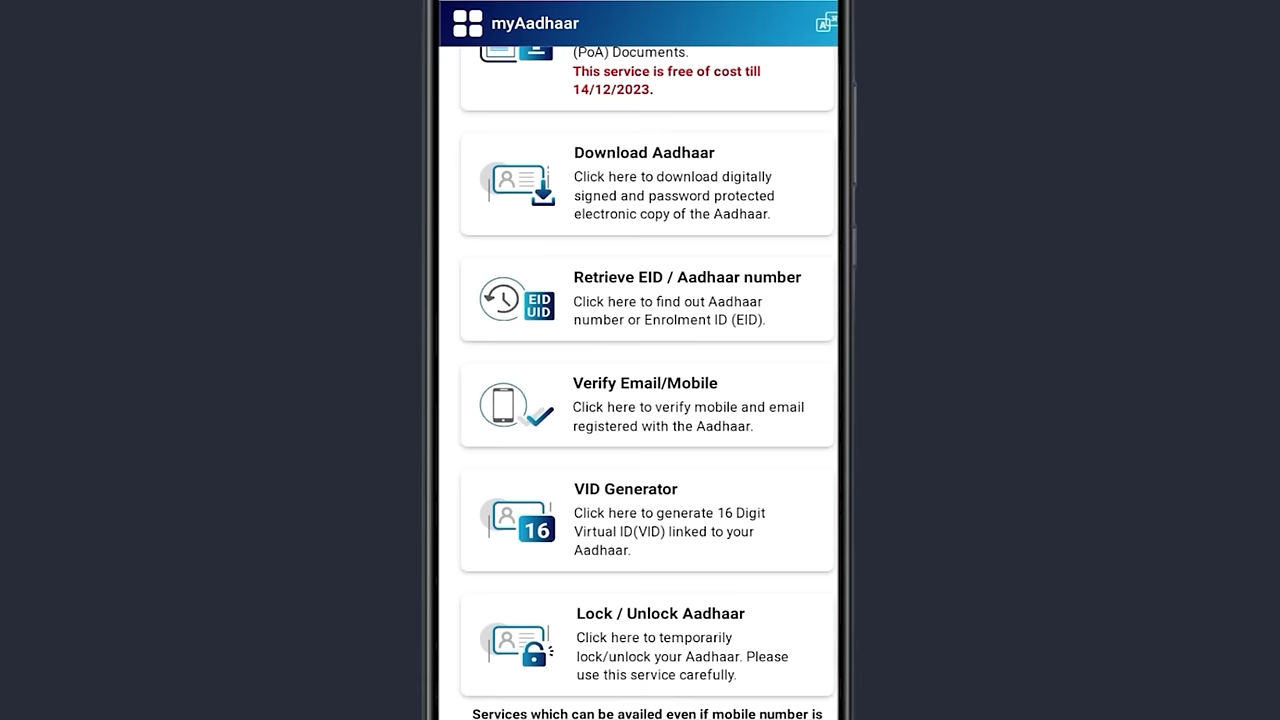 myAadhaar
(PoA) Documents.
This service is free of cost till
14/12/2023.
Download Aadhaar
Click here to download digitally
signed and password protected
electronic copy of the Aadhaar.
Retrieve EID / Aadhaar number
Click here to find out Aadhaar
number or Enrolment ID (EID).
EID
UID
Verify Email/Mobile
Click here to verify mobile and email
registered with the Aadhaar.
VID Generator
Click here to generate 16 Digit
Virtual ID(VID) linked to your
Aadhaar.
16
Lock / Unlock Aadhaar
Click here to temporarily
lock/unlock your Aadhaar. Please
use this service carefully.
Services which can be availed even if mobile number is